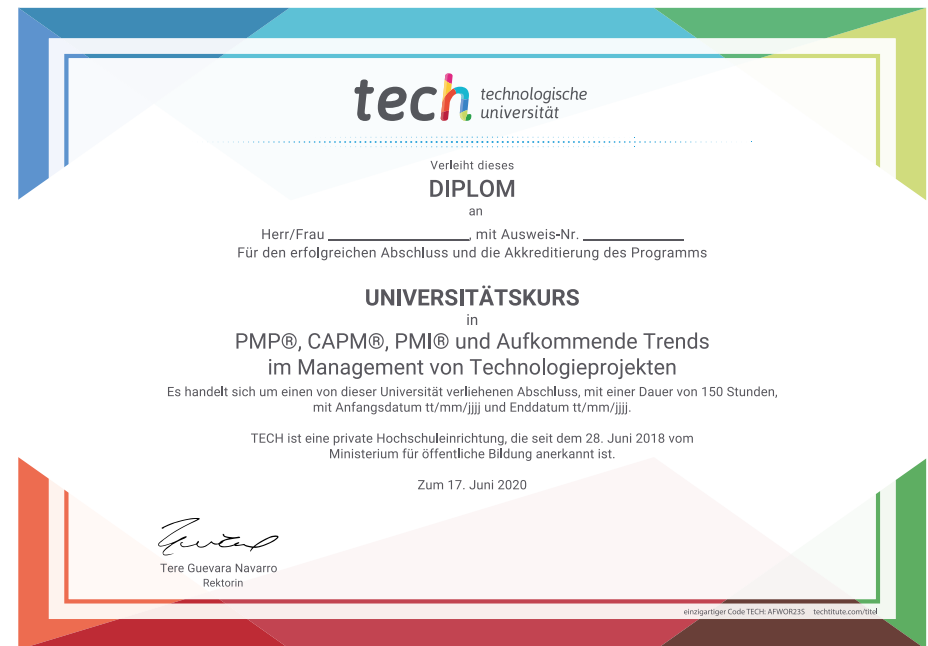 tech technologische
universität
Verleiht dieses
DIPLOM
an
Herr/Frau ____________________, mit Ausweis-Nr. ______________
Für den erfolgreichen Abschluss und die Akkreditierung des Programms
UNIVERSITÄTSKURS
in
PMP®, CAPM®, PMI® und Aufkommende Trends
im Management von Technologieprojekten
Es handelt sich um einen von dieser Universität verliehenen Abschluss, mit einer Dauer von 150 Stunden,
mit Anfangsdatum tt/mm/jjjj und Enddatum tt/mm/jjjj.
TECH ist eine private Hochschuleinrichtung, die seit dem 28. Juni 2018 vom
Ministerium für öffentliche Bildung anerkannt ist.
Zum 17. Juni 2020
Tere Guevara Navarro
Rektorin
einzigartiger Code TECH: AFWOR23S techtitute.com/titel